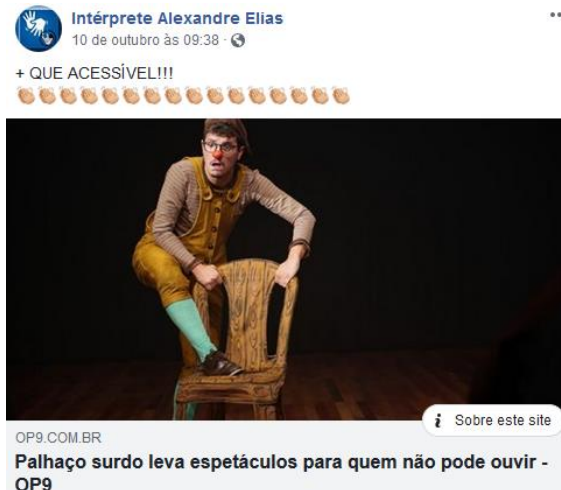 Intérprete Alexandre Elias
10 de outubro às 09:38 ·
+ QUE ACESSÍVEL!!!
i Sobre este site
OP9.COM.BR
Palhaço surdo leva espetáculos para quem não pode ouvir -
OP9